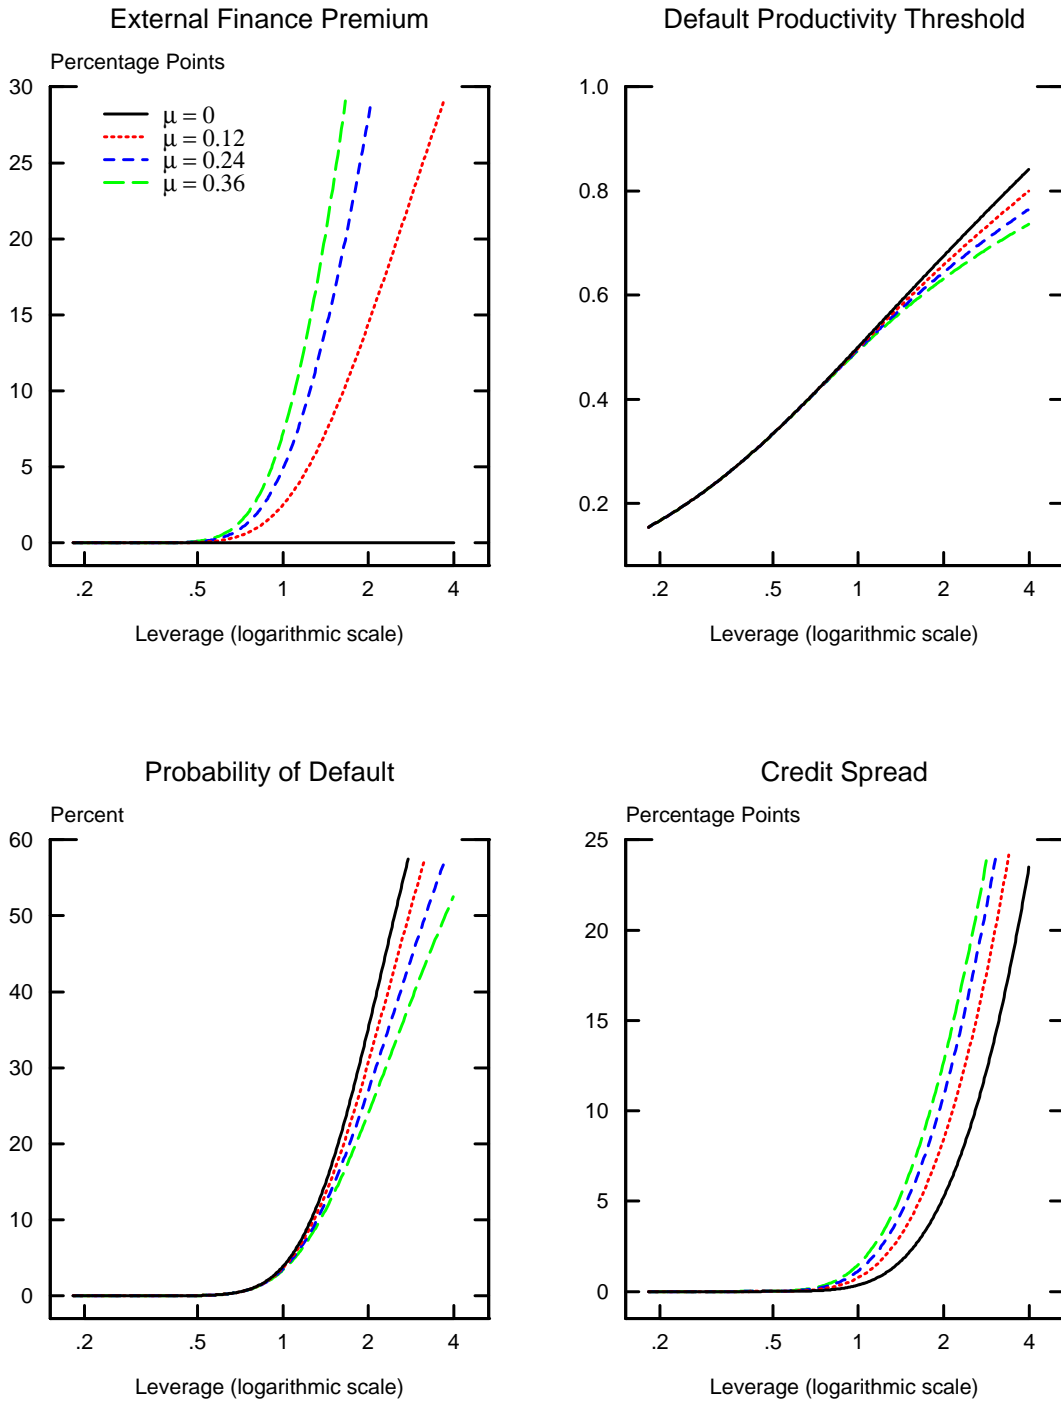 External Finance Premium
Percentage Points
30
25
20
15
10
5
0
μ = 0
μ = 0.12
μ = 0.24
μ = 0.36
.2 .5 1 2 4
Leverage (logarithmic scale)
Default Productivity Threshold
1.0
0.8
0.6
0.4
0.2
.2 .5 1 2 4
Leverage (logarithmic scale)
Probability of Default
Percent
60
50
40
30
20
10
0
.2 .5 1 2 4
Leverage (logarithmic scale)
Credit Spread
Percentage Points
25
20
15
10
5
0
.2 .5 1 2 4
Leverage (logarithmic scale)